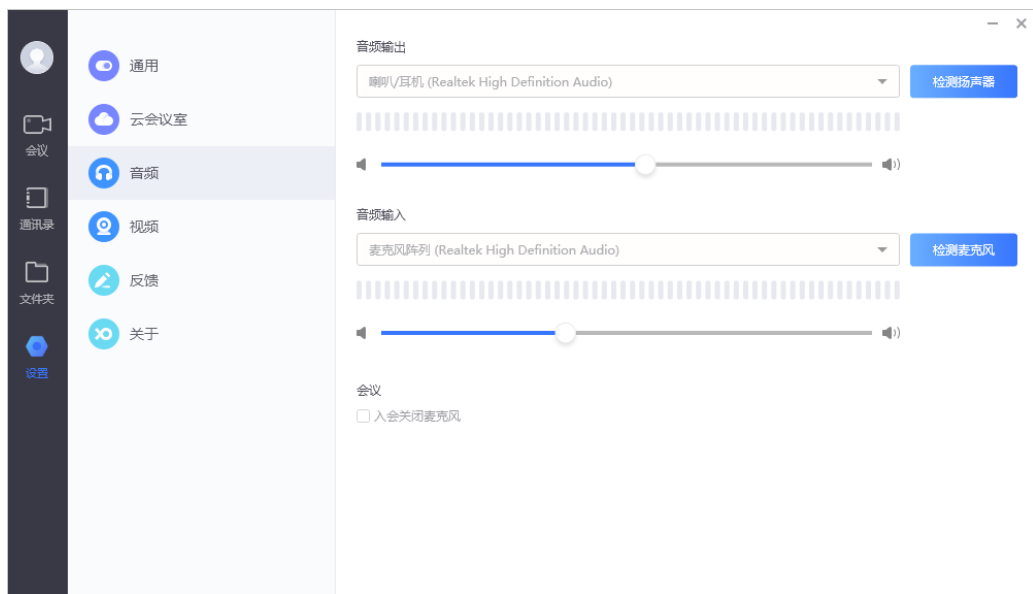 会议
通讯录
文件夹
设置
通用
云会议室
音频
视频
反馈
关于
音频输出
喇叭/耳机 (Realtek High Definition Audio)
检测扬声器
音频输入
麦克风阵列 (Realtek High Definition Audio)
检测麦克风
会议
入会关闭麦克风